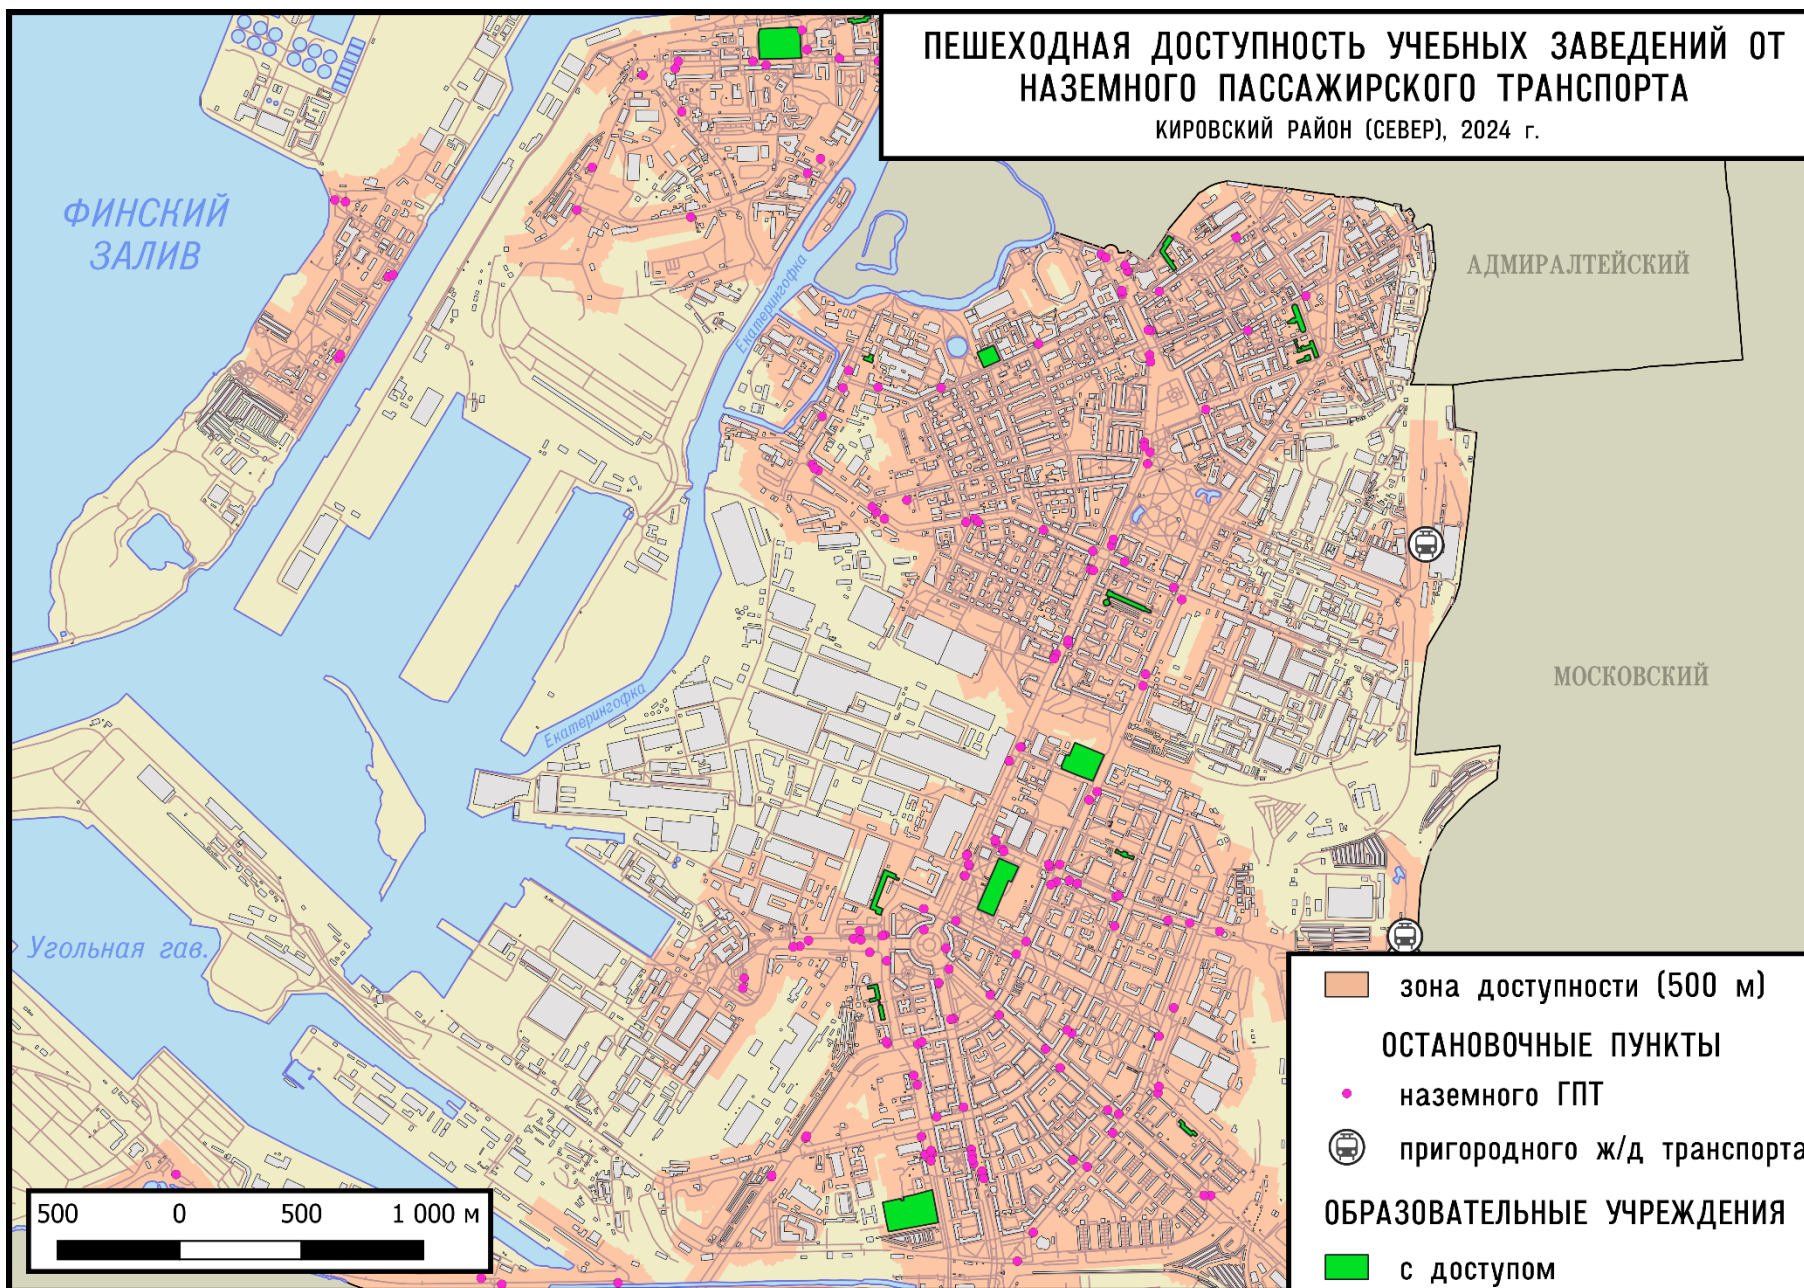 ПЕШЕХОДНАЯ ДОСТУПНОСТЬ УЧЕБНЫХ ЗАВЕДЕНИЙ ОТ
НАЗЕМНОГО ПАССАЖИРСКОГО ТРАНСПОРТА
КИРОВСКИЙ РАЙОН (СЕВЕР), 2024 г.
ФИНСКИЙ
ЗАЛИВ
АДМИРАЛТЕЙСКИЙ
Екатерингофка
МОСКОВСКИЙ
Екатерингофка
Угольная гав.
зона доступности (500 м)
ОСТАНОВОЧНЫЕ ПУНКТЫ
наземного ГПТ
пригородного ж/д транспорта
ОБРАЗОВАТЕЛЬНЫЕ УЧРЕЖДЕНИЯ
с доступом
500 0 500 1 000 м